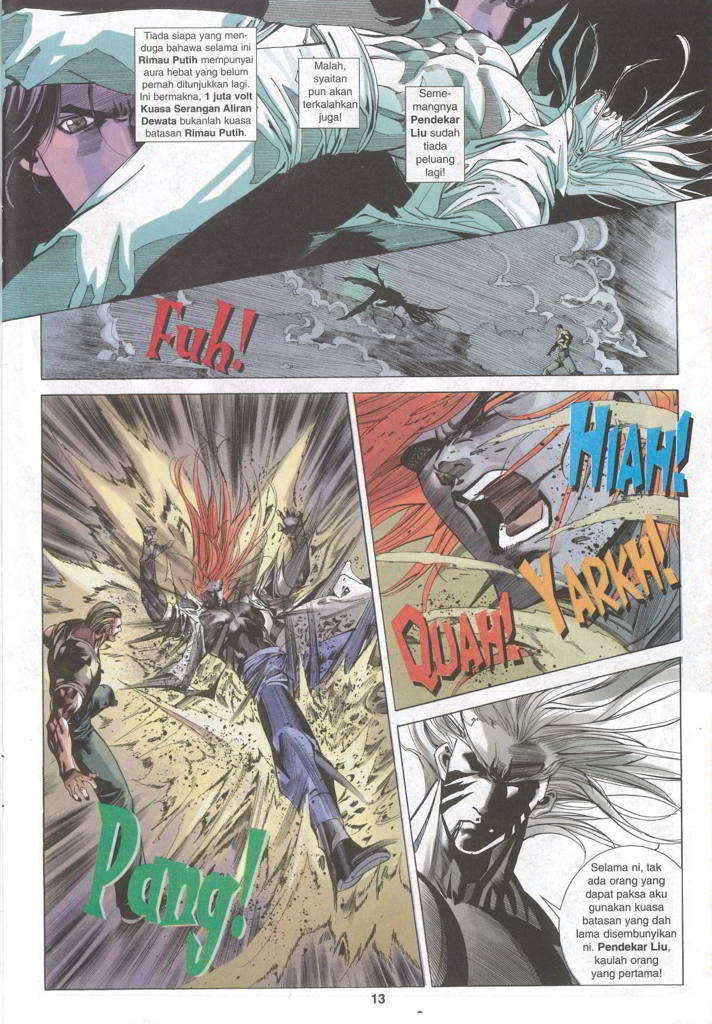 Tiada siapa yang men-
duga bahawa selama ini
Rimau Putih mempunyai
aura hebat yang belum
pernah ditunjukkan lagi.
Ini bermakna, 1 juta volt
Kuasa Serangan Aliran
Dewata bukanlah kuasa
batasan Rimau Putih.
Malah,
syaitan
pun akan
terkalahkan
juga!
Seme-
mangnya
Pendekar
Liu sudah
tiada
peluang
lagi!
Fuh!
Pang!
HIAH!
YARKH!
QUAH!
Selama ni, tak
ada orang yang
dapat paksa aku
gunakan kuasa
batasan yang dah
lama disembunyikan
ni. Pendekar Liu,
kaulah orang
yang pertama!
13